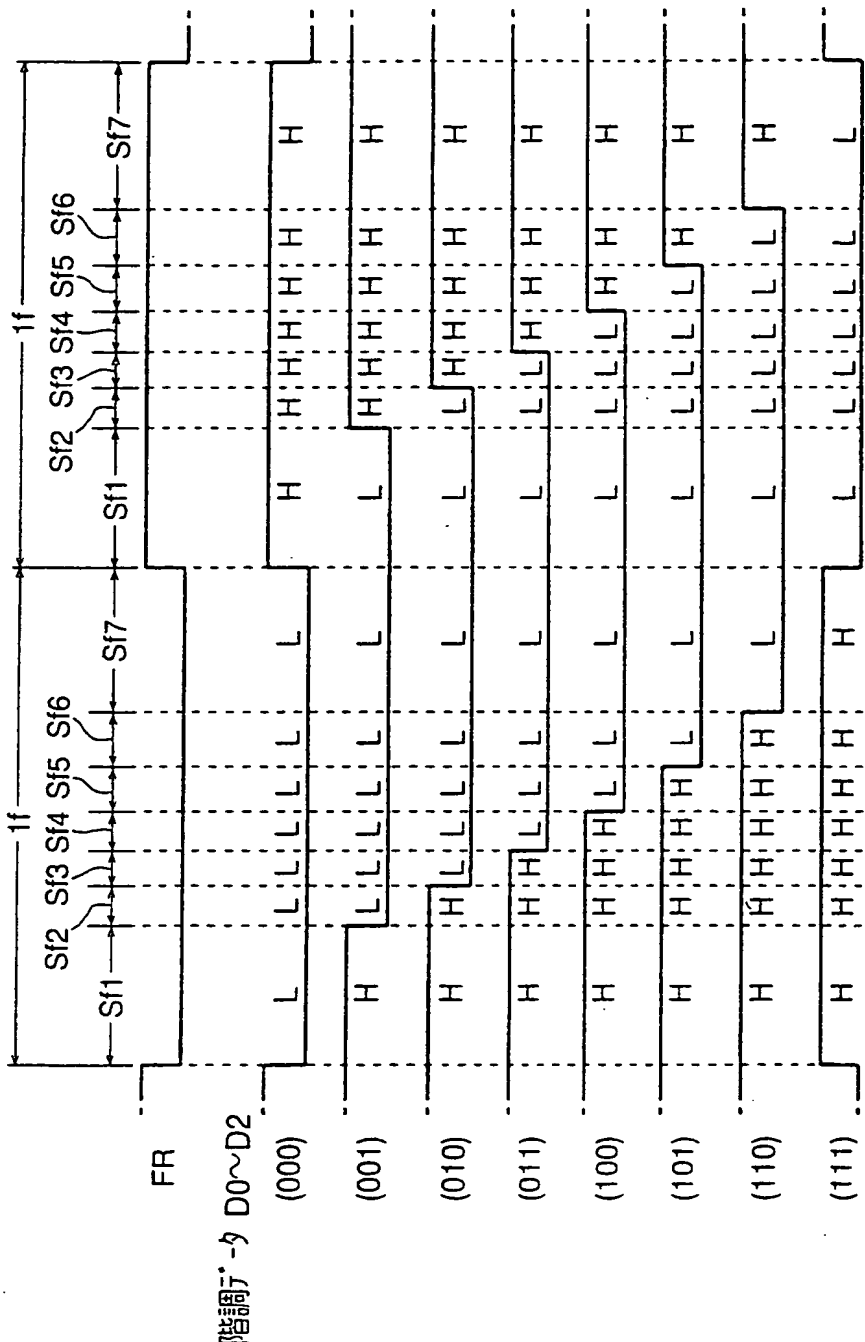 1f 1f
Sf1 Sf2 Sf3 Sf4 Sf5 Sf6 Sf7 Sf1 Sf2 Sf3 Sf4 Sf5 Sf6 Sf7
FR
階調データ D0~D2
(000) L L L L L L L H H H H H H H
(001) H L L L L L L L H H H H H H
(010) H H L L L L L L L H H H H H
(011) H H H L L L L L L L H H H H
(100) H H H H L L L L L L L H H H
(101) H H H H H L L L L L L L H H
(110) H H H H H H L L L L L L L H
(111) H H H H H H H L L L L L L L